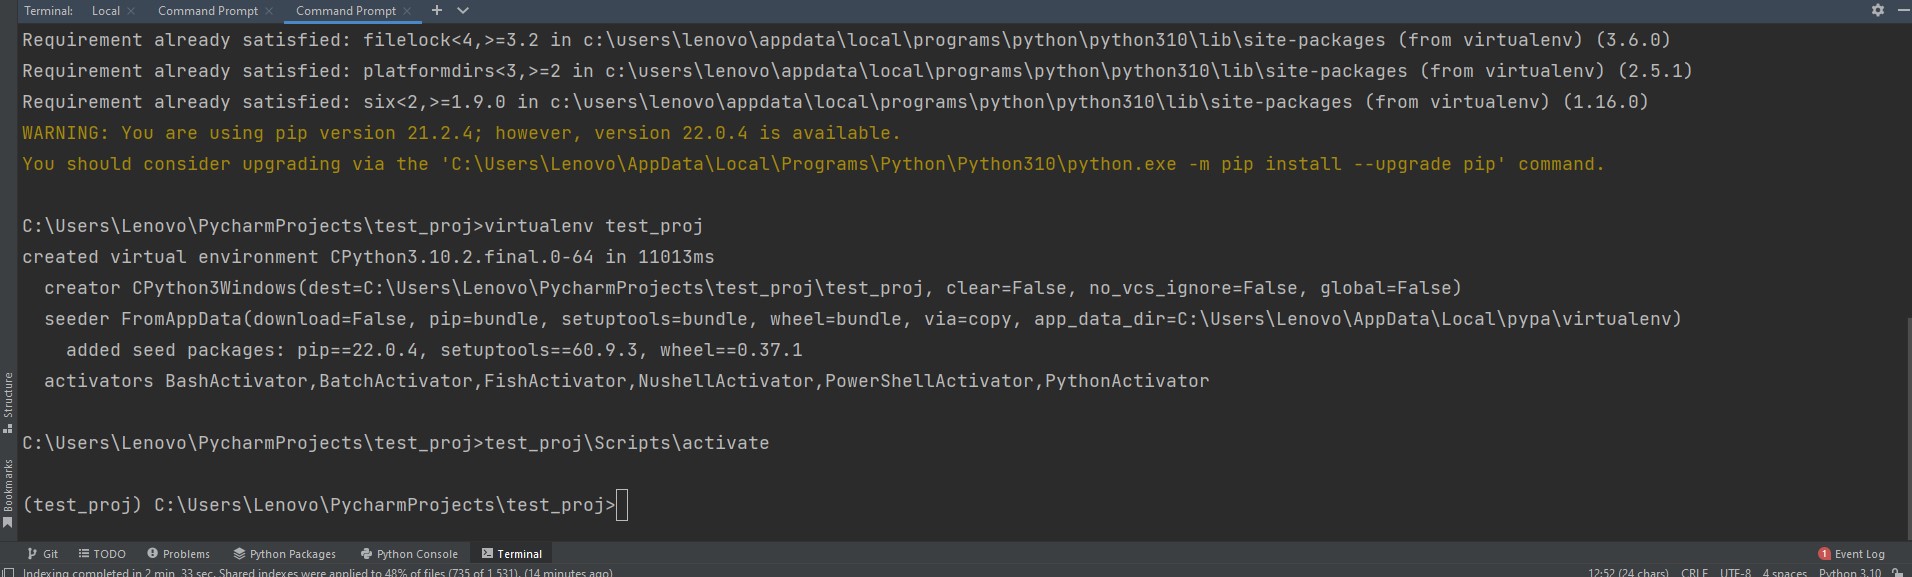 Terminal: Local × Command Prompt × Command Prompt × +
Requirement already satisfied: filelock<4,>=3.2 in c:\users\lenovo\appdata\local\programs\python\python310\lib\site-packages (from virtualenv) (3.6.0)
Requirement already satisfied: platformdirs<3,>=2 in c:\users\lenovo\appdata\local\programs\python\python310\lib\site-packages (from virtualenv) (2.5.1)
Requirement already satisfied: six<2,>=1.9.0 in c:\users\lenovo\appdata\local\programs\python\python310\lib\site-packages (from virtualenv) (1.16.0)
WARNING: You are using pip version 21.2.4; however, version 22.0.4 is available.
You should consider upgrading via the 'C:\Users\Lenovo\AppData\Local\Programs\Python\Python310\python.exe -m pip install --upgrade pip' command.
C:\Users\Lenovo\PycharmProjects\test_proj>virtualenv test_proj
created virtual environment CPython3.10.2.final.0-64 in 11013ms
creator CPython3Windows(dest=C:\Users\Lenovo\PycharmProjects\test_proj\test_proj, clear=False, no_vcs_ignore=False, global=False)
seeder FromAppData(download=False, pip=bundle, setuptools=bundle, wheel=bundle, via=copy, app_data_dir=C:\Users\Lenovo\AppData\Local\pypa\virtualenv)
added seed packages: pip==22.0.4, setuptools==60.9.3, wheel==0.37.1
activators BashActivator,BatchActivator,FishActivator,NushellActivator,PowerShellActivator,PythonActivator
C:\Users\Lenovo\PycharmProjects\test_proj>test_proj\Scripts\activate
(test_proj) C:\Users\Lenovo\PycharmProjects\test_proj>
Structure
Bookmarks
Git TODO Problems Python Packages Python Console Terminal 1 Event Log
Indexing completed in 2 min, 33 sec. Shared indexes were applied to 48% of files (735 of 1,531). (14 minutes ago) 12:52 (24 chars) CRLF UTF-8 4 spaces Python 3.10